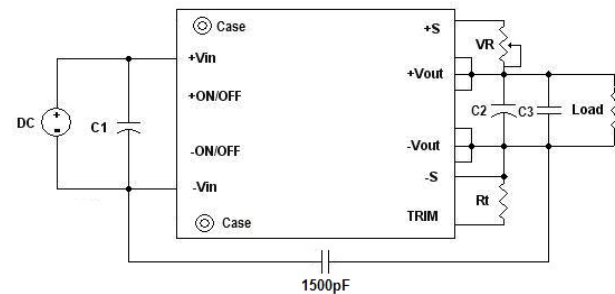 Case
+S
VR
+Vin
+Vout
+ON/OFF
DC
C1
C2
C3
Load
-ON/OFF
-Vout
-Vin
-S
Rt
Case
TRIM
1500pF